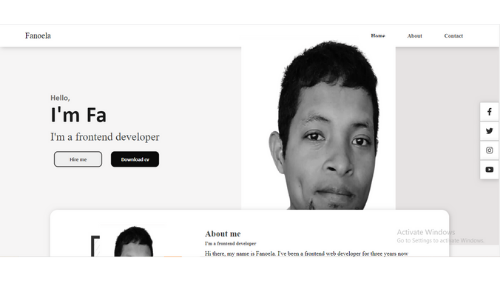 Fanoela
Home About Contact
Hello,
I'm Fa
I'm a frontend developer
Hire me Download cv
About me
I'm a frontend developer
Hi there, my name is Fanoela. I've been a frontend web developer for three years now
Activate Windows
Go to Settings to activate Windows.